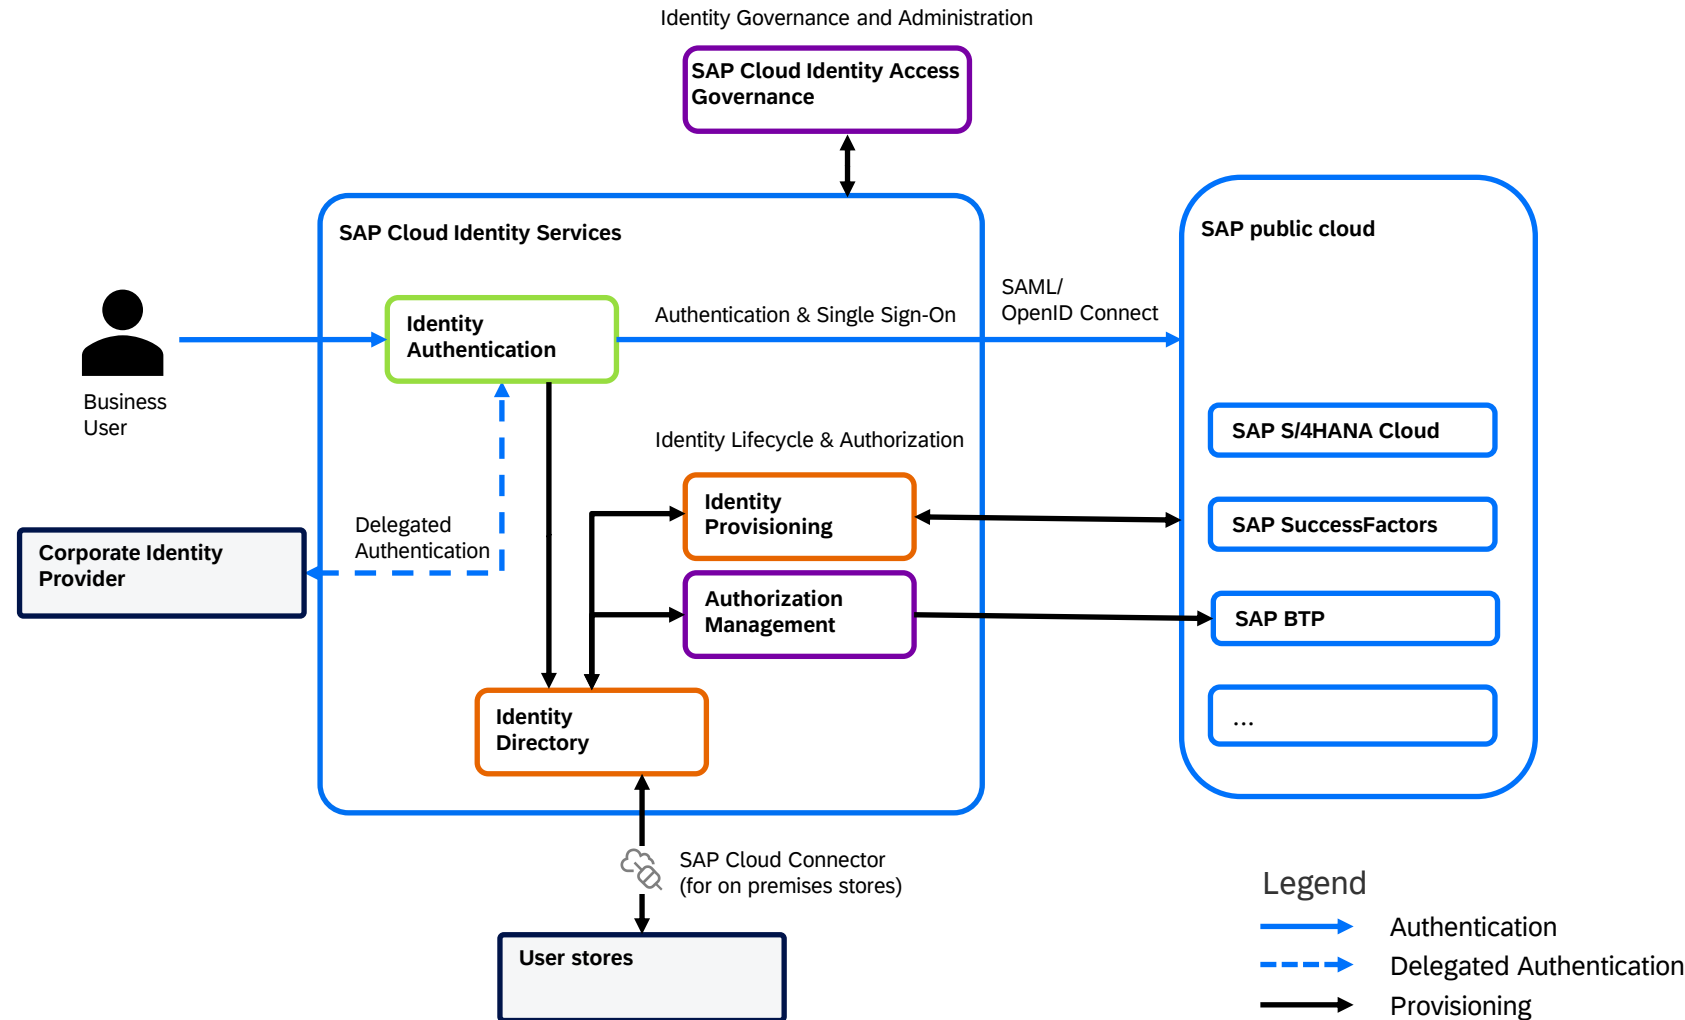 Identity Governance and Administration
SAP Cloud Identity Access
Governance
SAP Cloud Identity Services
SAP public cloud
Identity
Authentication
Authentication & Single Sign-On
SAML/
OpenID Connect
Business
User
SAP S/4HANA Cloud
Identity Lifecycle & Authorization
Identity
Provisioning
SAP SuccessFactors
Delegated
Authentication
Corporate Identity
Provider
Authorization
Management
SAP BTP
Identity
Directory
...
SAP Cloud Connector
(for on premises stores)
User stores
Legend
Authentication
Delegated Authentication
Provisioning